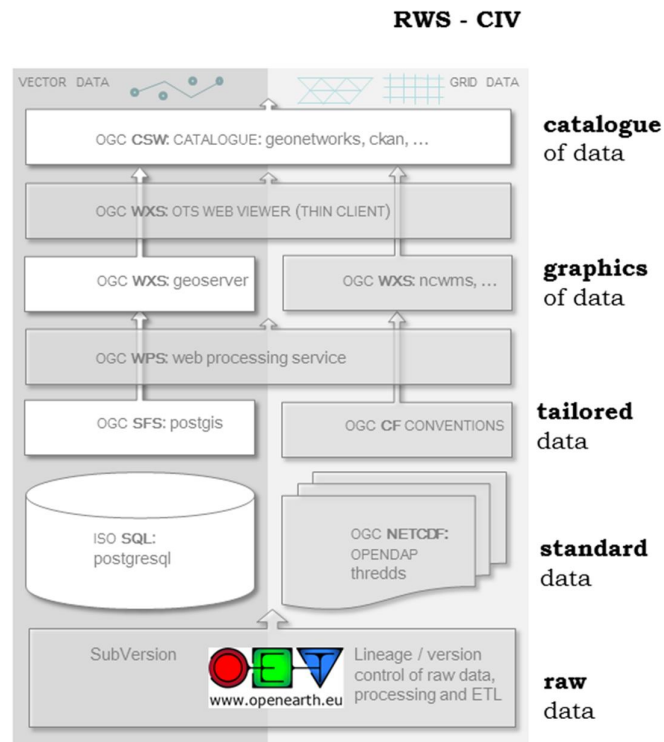 RWS - CIV
VECTOR DATA
GRID DATA
OGC CSW: CATALOGUE: geonetworks, ckan, ...
catalogue
of data
OGC WXS: OTS WEB VIEWER (THIN CLIENT)
OGC WXS: geoserver
OGC WXS: ncwms, ...
graphics
of data
OGC WPS: web processing service
OGC SFS: postgis
OGC CF CONVENTIONS
tailored
data
ISO SQL:
postgresql
OGC NETCDF:
OPENDAP
thredds
standard
data
SubVersion
www.openearth.eu
Lineage / version
control of raw data,
processing and ETL
raw
data